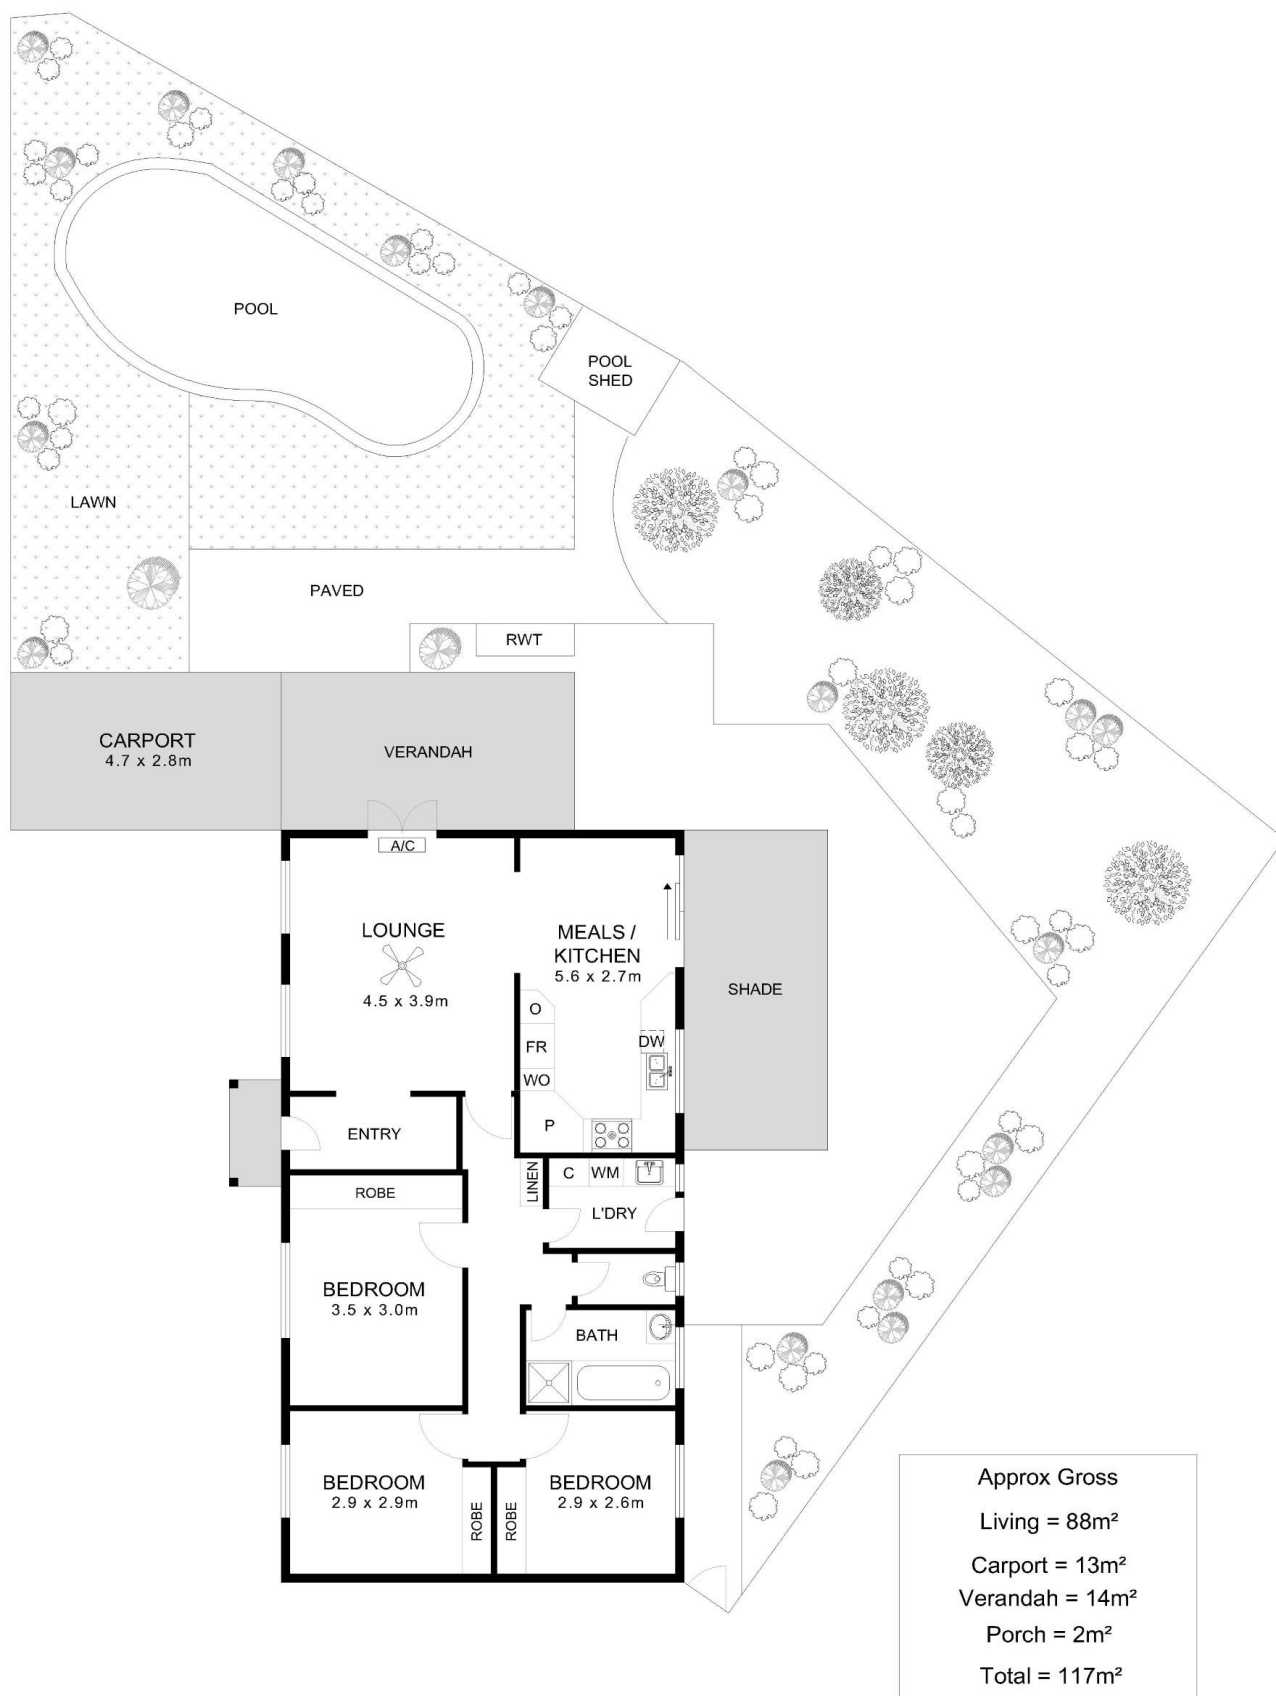 POOL
POOL
SHED
LAWN
PAVED
RWT
CARPORT
4.7 x 2.8m
VERANDAH
A/C
LOUNGE
4.5 x 3.9m
MEALS /
KITCHEN
5.6 x 2.7m
SHADE
O
FR
DW
WO
P
ENTRY
LINEN
C
WM
ROBE
L'DRY
BEDROOM
3.5 x 3.0m
BATH
BEDROOM
2.9 x 2.9m
ROBE
ROBE
BEDROOM
2.9 x 2.6m
Approx Gross
Living = 88m²
Carport = 13m²
Verandah = 14m²
Porch = 2m²
Total = 117m²